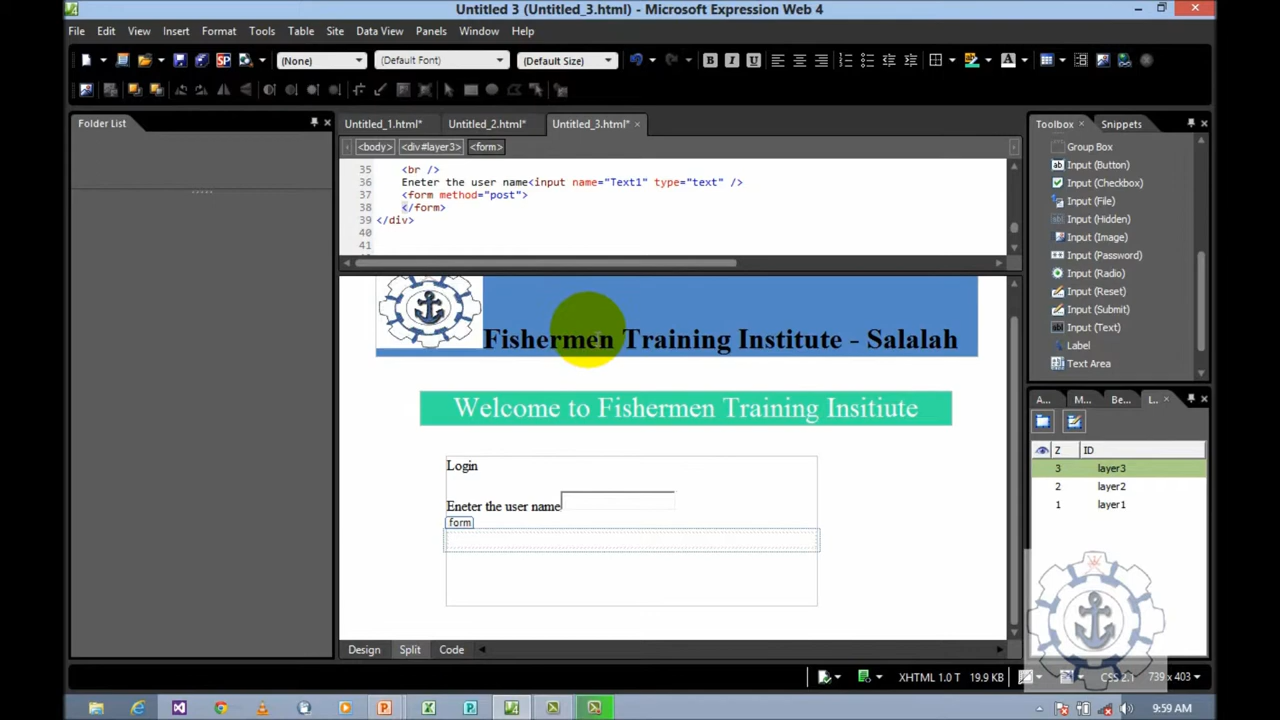 Untitled 3 (Untitled_3.html) - Microsoft Expression Web 4
File Edit View Insert Format Tools Table Site Data View Panels Window Help
(None) (Default Font) (Default Size) B I U A
Folder List
Untitled_1.html* Untitled_2.html* Untitled_3.html*
<body> <div#layer3> <form>
35 <br />
36 Eneter the user name<input name="Text1" type="text" />
37 <form method="post">
38 </form>
39 </div>
40
41
Fishermen Training Institute - Salalah
Welcome to Fishermen Training Insitiute
Login
Eneter the user name
form
Design Split Code
Toolbox Snippets
Group Box
Input (Button)
Input (Checkbox)
Input (File)
Input (Hidden)
Input (Image)
Input (Password)
Input (Radio)
Input (Reset)
Input (Submit)
Input (Text)
Label
Text Area
A... M... Be... L...
Z ID
3 layer3
2 layer2
1 layer1
XHTML 1.0 T 19.9 KB CSS 2.1 739 x 403
9:59 AM